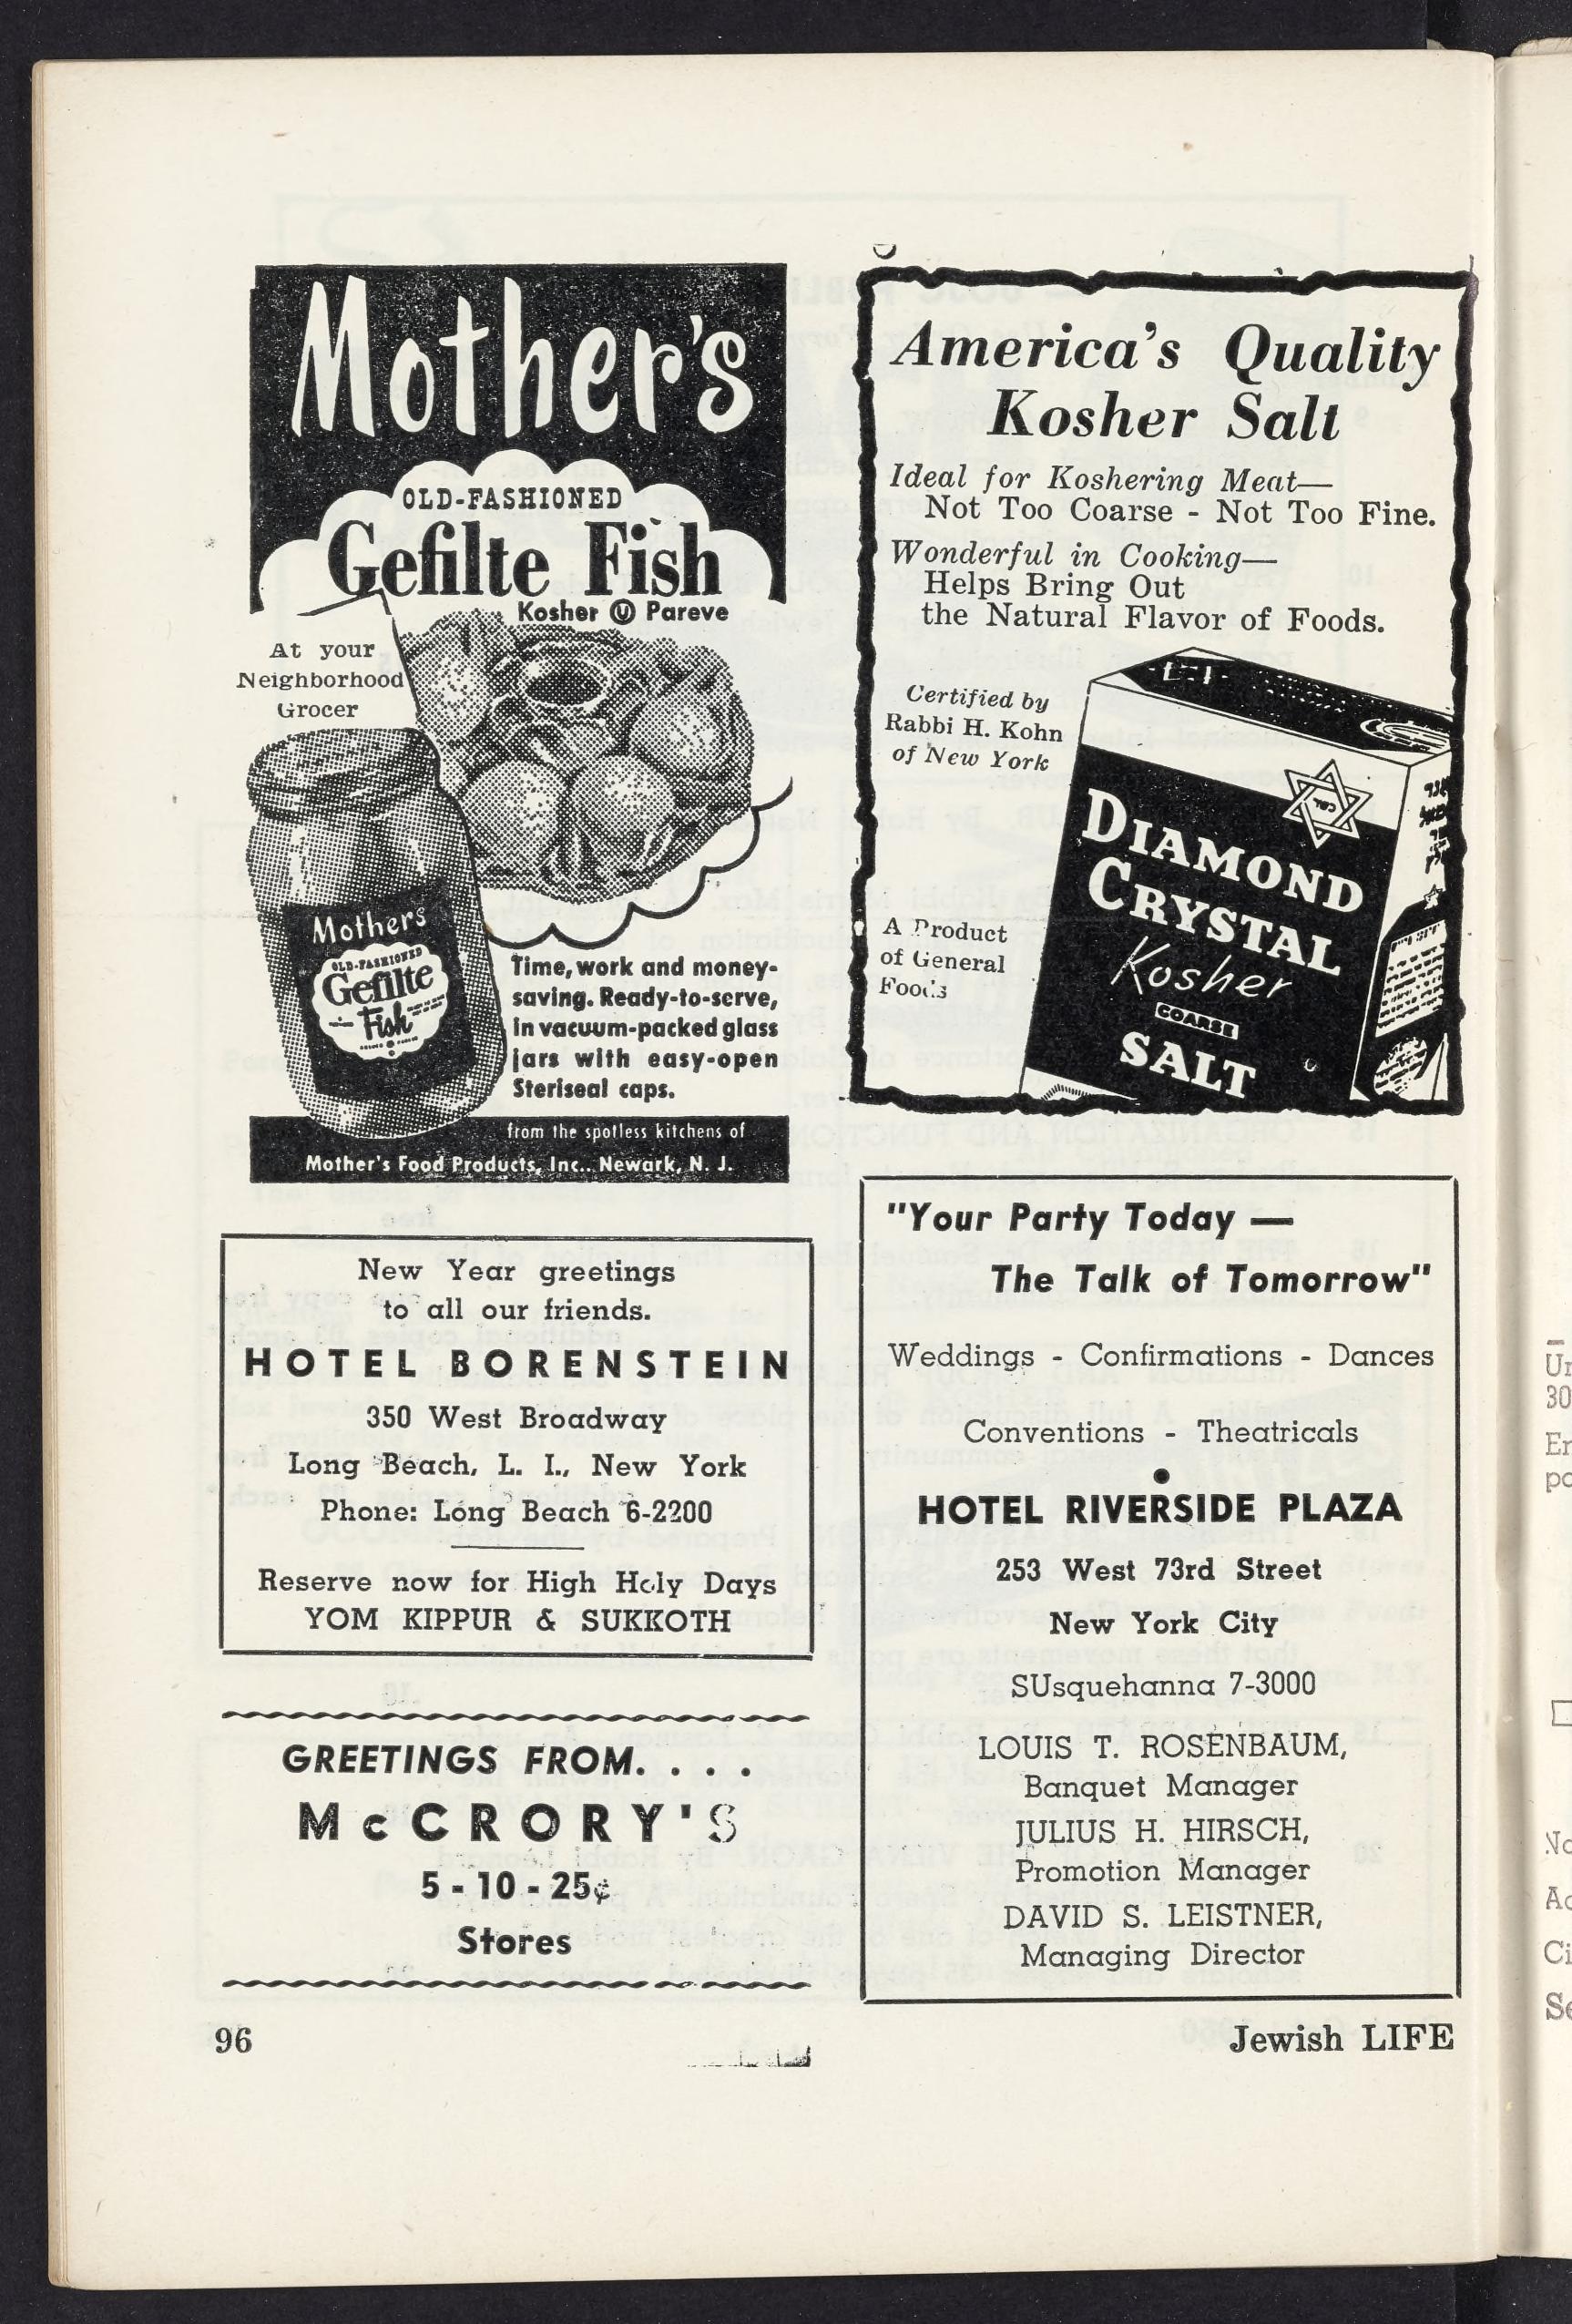 Mother's
OLD-FASHIONED
Gefilte Fish
Kosher Ⓤ Pareve
At your
Neighborhood
Grocer
Mother's
OLD-FASHIONED
Gefilte
Fish
Time, work and money-
saving. Ready-to-serve,
in vacuum-packed glass
jars with easy-open
Steriseal caps.
from the spotless kitchens of
Mother's Food Products, Inc., Newark, N. J.
New Year greetings
to all our friends.
HOTEL BORENSTEIN
350 West Broadway
Long Beach, L. I., New York
Phone: Long Beach 6-2200
Reserve now for High Holy Days
YOM KIPPUR & SUKKOTH
GREETINGS FROM. . . .
McCRORY'S
5 - 10 - 25¢
Stores
America's Quality
Kosher Salt
Ideal for Koshering Meat—
Not Too Coarse - Not Too Fine.
Wonderful in Cooking—
Helps Bring Out
the Natural Flavor of Foods.
Certified by
Rabbi H. Kohn
of New York
A Product
of General
Foods
DIAMOND
CRYSTAL
Kosher
COARSE
SALT
"Your Party Today —
The Talk of Tomorrow"
Weddings - Confirmations - Dances
Conventions - Theatricals
HOTEL RIVERSIDE PLAZA
253 West 73rd Street
New York City
SUsquehanna 7-3000
LOUIS T. ROSENBAUM,
Banquet Manager
JULIUS H. HIRSCH,
Promotion Manager
DAVID S. LEISTNER,
Managing Director
96
Jewish LIFE